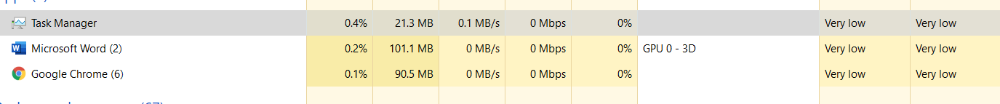 Task Manager 0.4% 21.3 MB 0.1 MB/s 0 Mbps 0% Very low Very low
Microsoft Word (2) 0.2% 101.1 MB 0 MB/s 0 Mbps 0% GPU 0 - 3D Very low Very low
Google Chrome (6) 0.1% 90.5 MB 0 MB/s 0 Mbps 0% Very low Very low